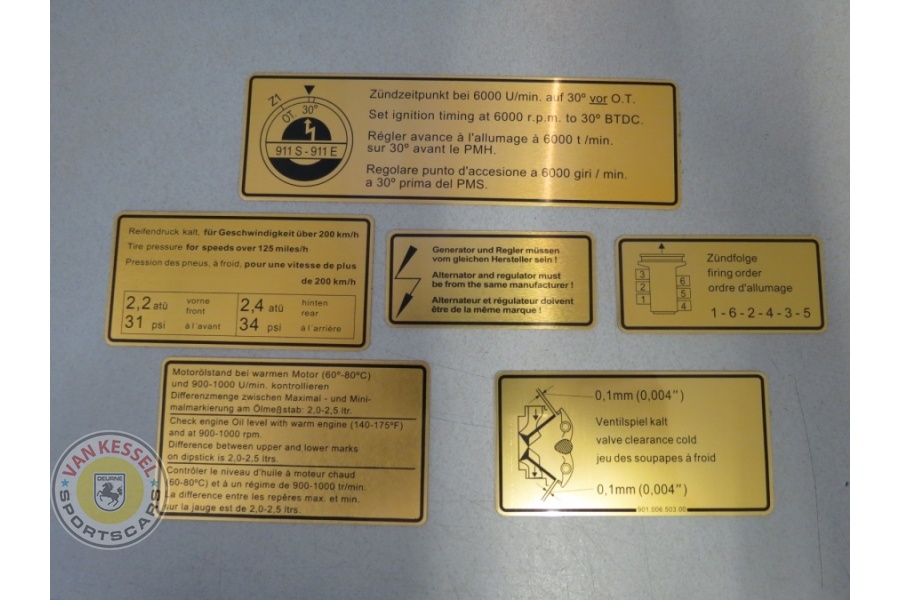 Z1
OT
30°
911 S - 911 E
Zündzeitpunkt bei 6000 U/min. auf 30º vor O.T.
Set ignition timing at 6000 r.p.m. to 30º BTDC.
Régler avance à l'allumage à 6000 t /min.
sur 30º avant le PMH.
Regolare punto d'accesione a 6000 giri / min.
a 30º prima del PMS.
Reifendruck kalt, für Geschwindigkeit über 200 km/h
Tire pressure for speeds over 125 miles/h
Pression des pneus, à froid, pour une vitesse de plus
de 200 km/h
2,2 atü vorne 2,4 atü hinten
front rear
31 psi à l'avant 34 psi à l'arrière
Generator und Regler müssen
vom gleichen Hersteller sein !
Alternator and regulator must
be from the same manufacturer !
Alternateur et régulateur doivent
être de la même marque !
3
2
1
6
5
4
Zündfolge
firing order
ordre d'allumage
1 - 6 - 2 - 4 - 3 - 5
Motorölstand bei warmen Motor (60º-80ºC)
und 900-1000 U/min. kontrollieren
Differenzmenge zwischen Maximal - und Mini-
malmarkierung am Ölmeßstab: 2,0-2,5 ltr.
Check engine Oil level with warm engine (140-175ºF)
and at 900-1000 rpm.
Difference between upper and lower marks
on dipstick is 2,0-2,5 ltrs.
Contrôler le niveau d'huile à moteur chaud
(60-80ºC) et à un régime de 900-1000 tr/min.
La difference entre les repères max. et min.
sur la jauge est de 2,0-2,5 ltrs.
0,1mm (0,004")
Ventilspiel kalt
valve clearance cold
jeu des soupapes à froid
0,1mm (0,004")
901.006.503.00
VAN KESSEL
DEURNE
SPORTSCARS